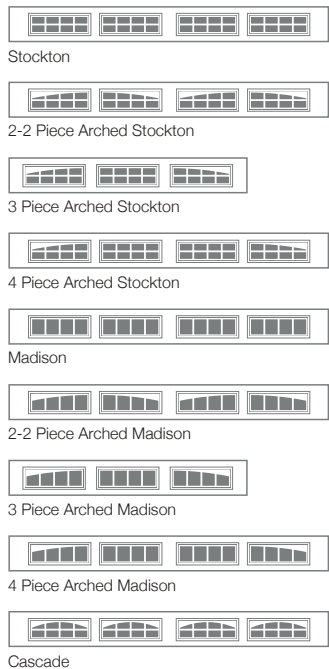 Stockton
2-2 Piece Arched Stockton
3 Piece Arched Stockton
4 Piece Arched Stockton
Madison
2-2 Piece Arched Madison
3 Piece Arched Madison
4 Piece Arched Madison
Cascade